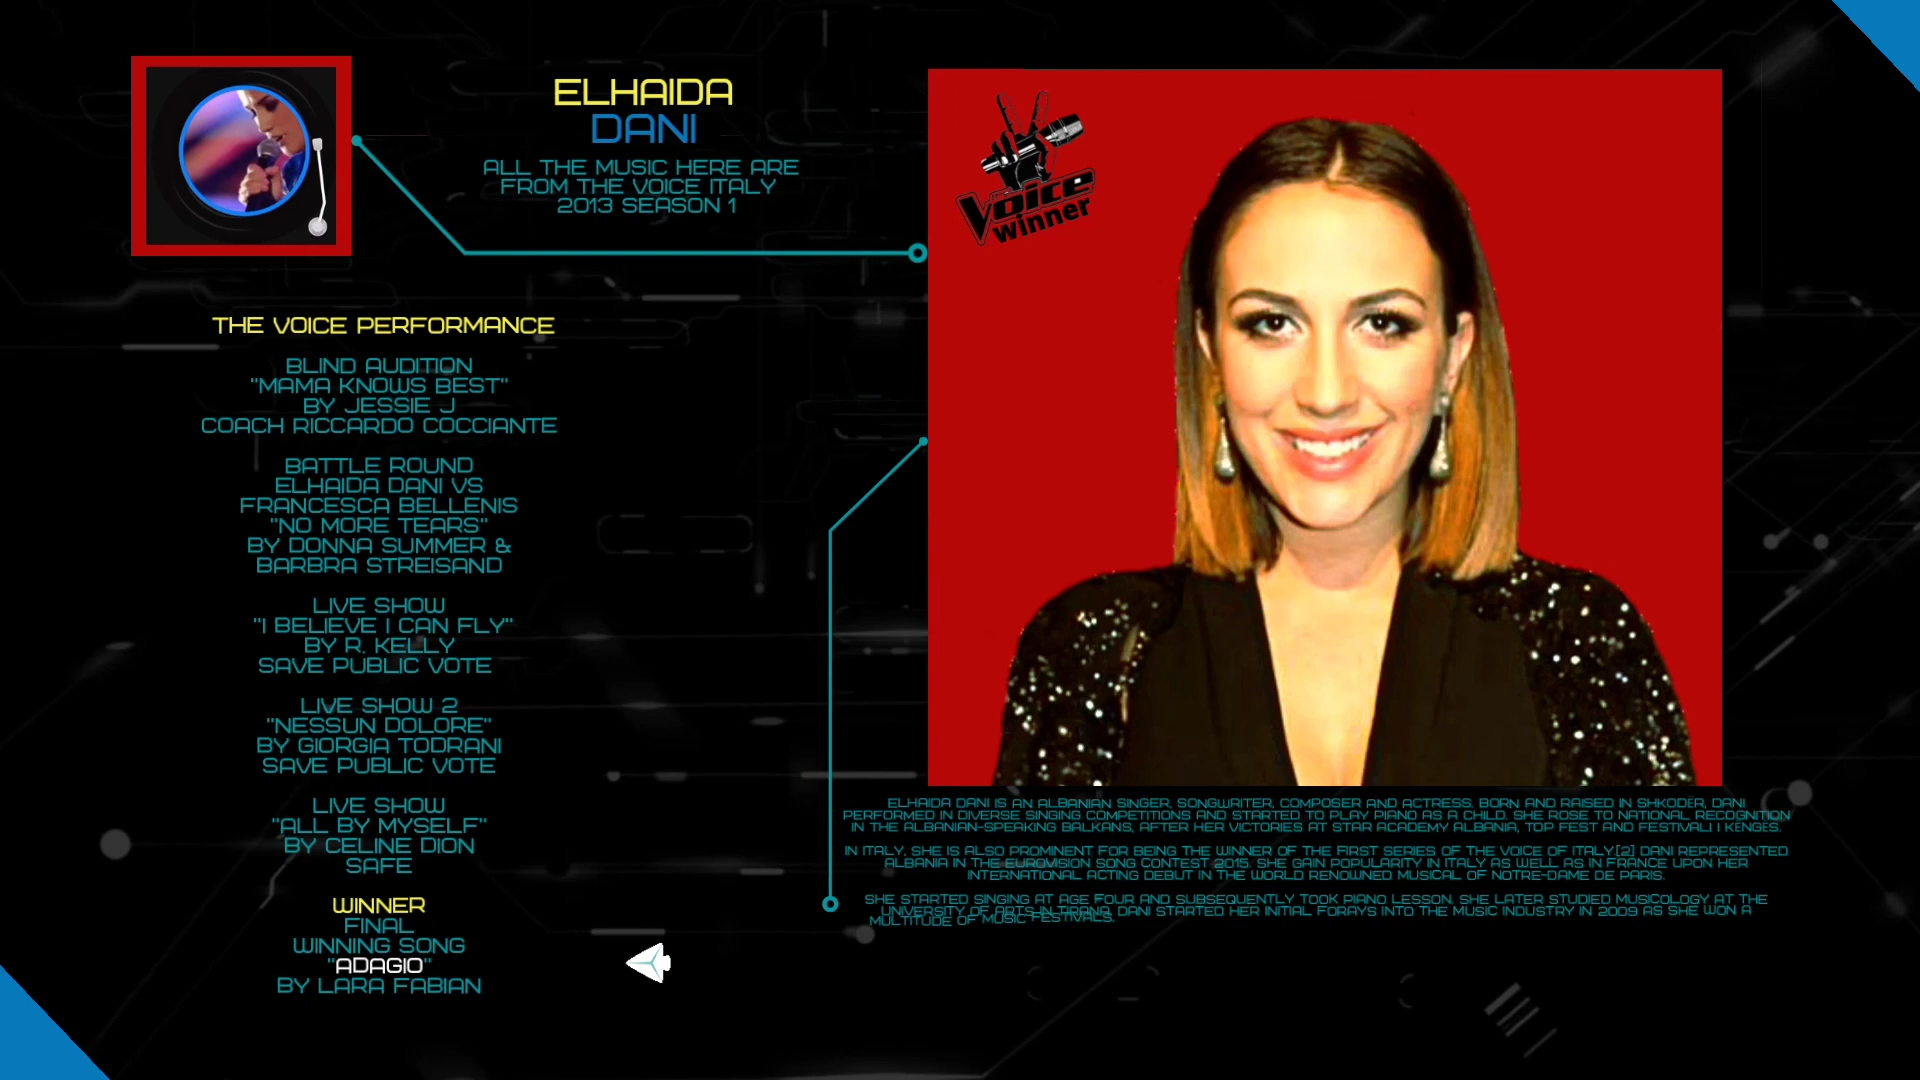 ELHAIDA
DANI
ALL THE MUSIC HERE ARE
FROM THE VOICE ITALY
2013 SEASON 1
THE VOICE PERFORMANCE
BLIND AUDITION
"MAMA KNOWS BEST"
BY JESSIE J
COACH RICCARDO COCCIANTE
BATTLE ROUND
ELHAIDA DANI VS
FRANCESCA BELLENIS
"NO MORE TEARS"
BY DONNA SUMMER &
BARBRA STREISAND
LIVE SHOW
"I BELIEVE I CAN FLY"
BY R. KELLY
SAVE PUBLIC VOTE
LIVE SHOW 2
"NESSUN DOLORE"
BY GIORGIA TODRANI
SAVE PUBLIC VOTE
LIVE SHOW
"ALL BY MYSELF"
BY CELINE DION
SAFE
WINNER
FINAL
WINNING SONG
"ADAGIO"
BY LARA FABIAN
The Voice
winner
ELHAIDA DANI IS AN ALBANIAN SINGER, SONGWRITER, COMPOSER AND ACTRESS. BORN AND RAISED IN SHKODËR, DANI
PERFORMED IN DIVERSE SINGING COMPETITIONS AND STARTED TO PLAY PIANO AS A CHILD. SHE ROSE TO NATIONAL RECOGNITION
IN THE ALBANIAN-SPEAKING BALKANS, AFTER HER VICTORIES AT STAR ACADEMY ALBANIA, TOP FEST AND FESTIVALI I KENGES.
IN ITALY, SHE IS ALSO PROMINENT FOR BEING THE WINNER OF THE FIRST SERIES OF THE VOICE OF ITALY.[2] DANI REPRESENTED
ALBANIA IN THE EUROVISION SONG CONTEST 2015. SHE GAIN POPULARITY IN ITALY AS WELL AS IN FRANCE UPON HER
INTERNATIONAL ACTING DEBUT IN THE WORLD RENOWNED MUSICAL OF NOTRE-DAME DE PARIS.
SHE STARTED SINGING AT AGE FOUR AND SUBSEQUENTLY TOOK PIANO LESSON. SHE LATER STUDIED MUSICOLOGY AT THE
UNIVERSITY OF ARTS IN TIRANA. DANI STARTED HER INITIAL FORAYS INTO THE MUSIC INDUSTRY IN 2009 AS SHE WON A
MULTITUDE OF MUSIC FESTIVALS.